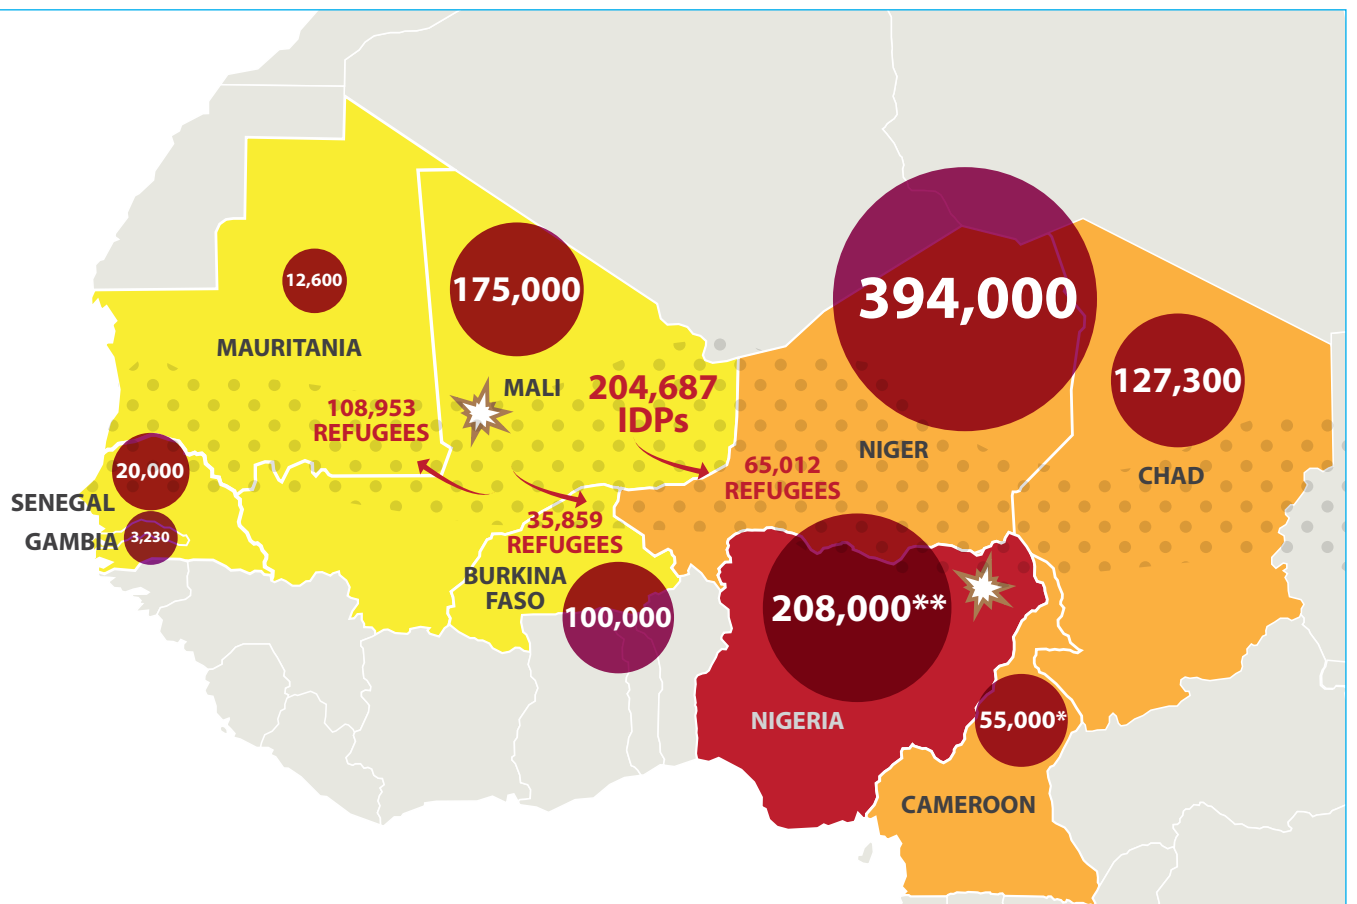 394,000
12,600
175,000
MAURITANIA
127,300
MALI
204,687
IDPs
108,953
REFUGEES
NIGER
20,000
65,012
REFUGEES
CHAD
SENEGAL
35,859
REFUGEES
GAMBIA
3,230
BURKINA
FASO
100,000
208,000**
NIGERIA
55,000*
CAMEROON